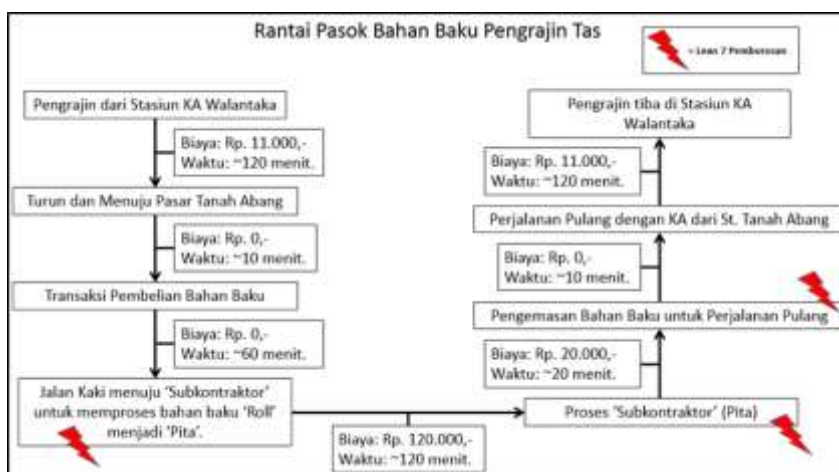 Rantai Pasok Bahan Baku Pengrajin Tas
= Lean 7 Pemborosan
Pengrajin dari Stasiun KA Walantaka
Biaya: Rp. 11.000,-
Waktu: ~120 menit.
Turun dan Menuju Pasar Tanah Abang
Biaya: Rp. 0,-
Waktu: ~10 menit.
Transaksi Pembelian Bahan Baku
Biaya: Rp. 0,-
Waktu: ~60 menit.
Jalan Kaki menuju ‘Subkontraktor’
untuk memproses bahan baku ‘Roll’
menjadi ‘Pita’.
Biaya: Rp. 120.000,-
Waktu: ~120 menit.
Proses ‘Subkontraktor’ (Pita)
Biaya: Rp. 20.000,-
Waktu: ~20 menit.
Pengemasan Bahan Baku untuk Perjalanan Pulang
Biaya: Rp. 0,-
Waktu: ~10 menit.
Perjalanan Pulang dengan KA dari St. Tanah Abang
Biaya: Rp. 11.000,-
Waktu: ~120 menit.
Pengrajin tiba di Stasiun KA
Walantaka